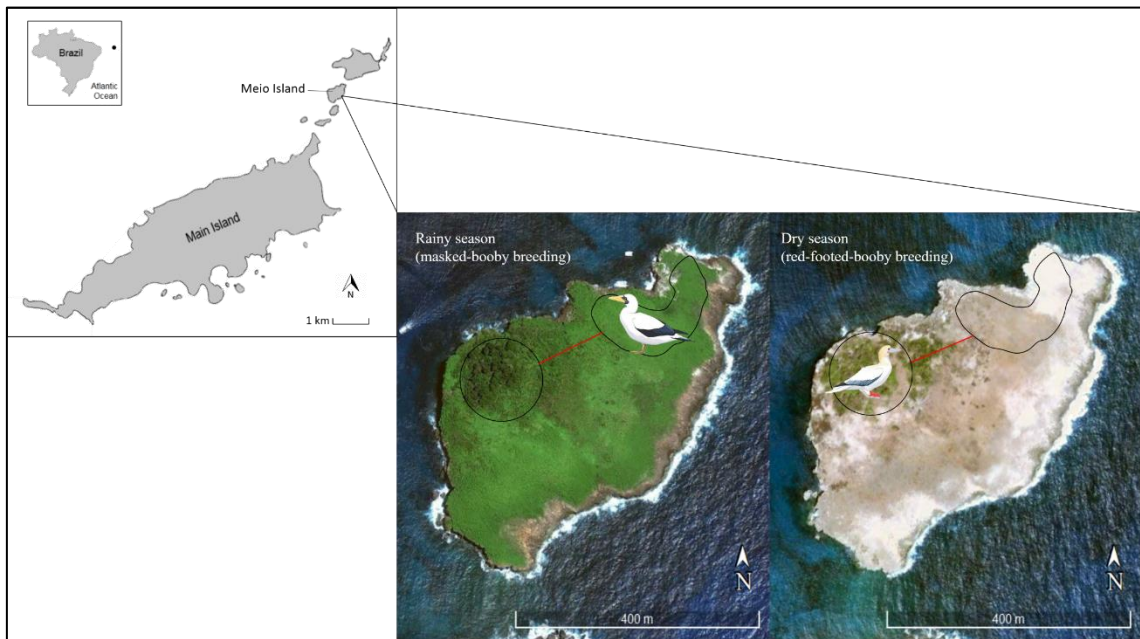 Brazil
Atlantic
Ocean
Meio Island
Main Island
N
1 km
Rainy season
(masked-booby breeding)
N
400 m
Dry season
(red-footed-booby breeding)
N
400 m